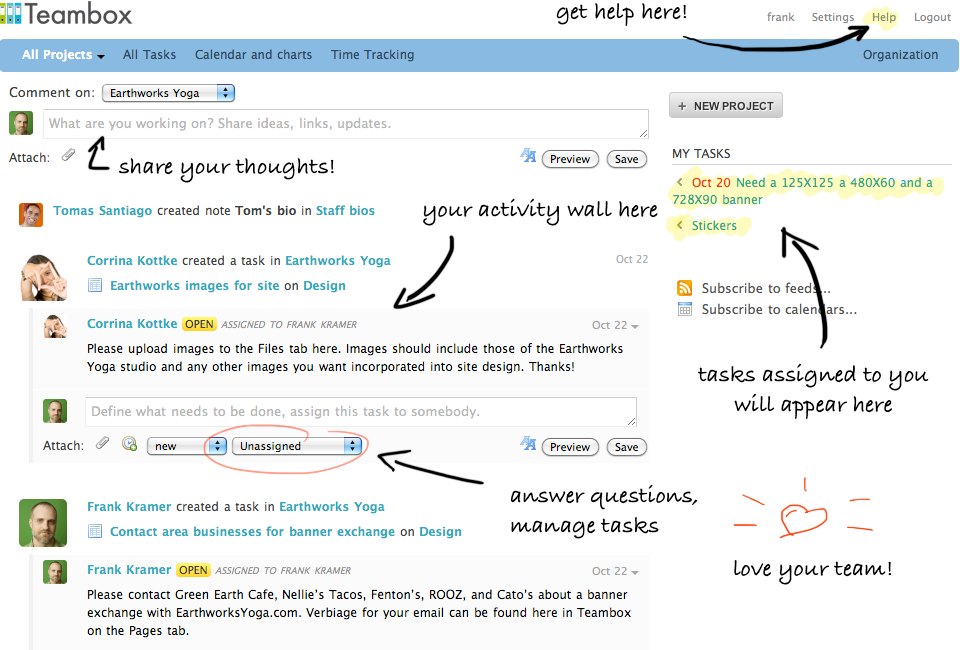 Teambox
get help here!
frank Settings Help Logout
All Projects All Tasks Calendar and charts Time Tracking Organization
Comment on: Earthworks Yoga
+ NEW PROJECT
What are you working on? Share ideas, links, updates.
Attach: Preview Save
share your thoughts!
MY TASKS
Oct 20 Need a 125X125 a 480X60 and a
728X90 banner
Stickers
Tomas Santiago created note Tom's bio in Staff bios
your activity wall here
Corrina Kottke created a task in Earthworks Yoga Oct 22
Earthworks images for site on Design
Subscribe to feeds...
Subscribe to calendars...
Corrina Kottke OPEN ASSIGNED TO FRANK KRAMER Oct 22
Please upload images to the Files tab here. Images should include those of the Earthworks
Yoga studio and any other images you want incorporated into site design. Thanks!
tasks assigned to you
will appear here
Define what needs to be done, assign this task to somebody.
Attach: new Unassigned Preview Save
answer questions,
manage tasks
Frank Kramer created a task in Earthworks Yoga
Contact area businesses for banner exchange on Design
love your team!
Frank Kramer OPEN ASSIGNED TO FRANK KRAMER Oct 22
Please contact Green Earth Cafe, Nellie's Tacos, Fenton's, ROOZ, and Cato's about a banner
exchange with EarthworksYoga.com. Verbiage for your email can be found here in Teambox
on the Pages tab.